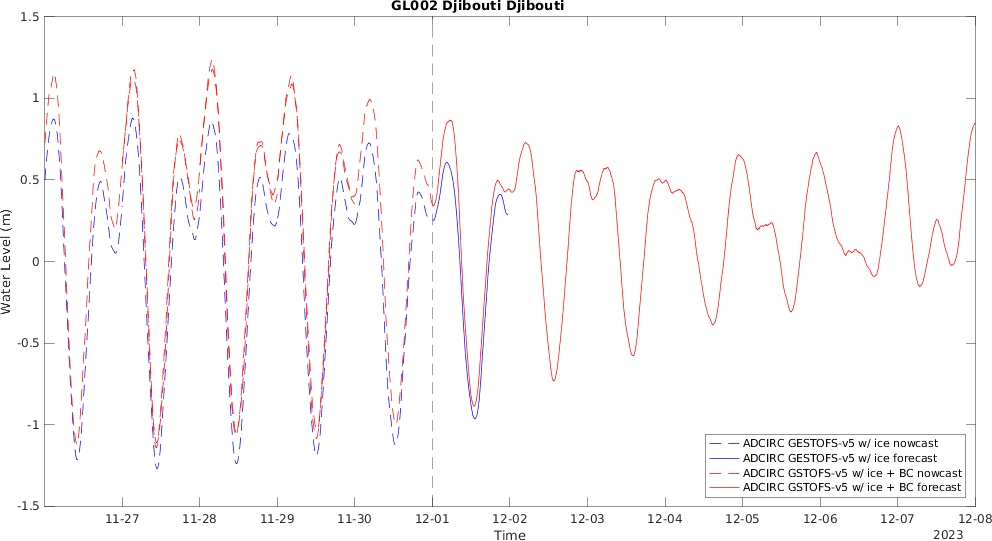 GL002 Djibouti Djibouti
1.5
1
0.5
0
-0.5
-1
-1.5
Water Level (m)
ADCIRC GESTOFS-v5 w/ ice nowcast
ADCIRC GESTOFS-v5 w/ ice forecast
ADCIRC GSTOFS-v5 w/ ice + BC nowcast
ADCIRC GSTOFS-v5 w/ ice + BC forecast
11-27 11-28 11-29 11-30 12-01 12-02 12-03 12-04 12-05 12-06 12-07 12-08
Time
2023